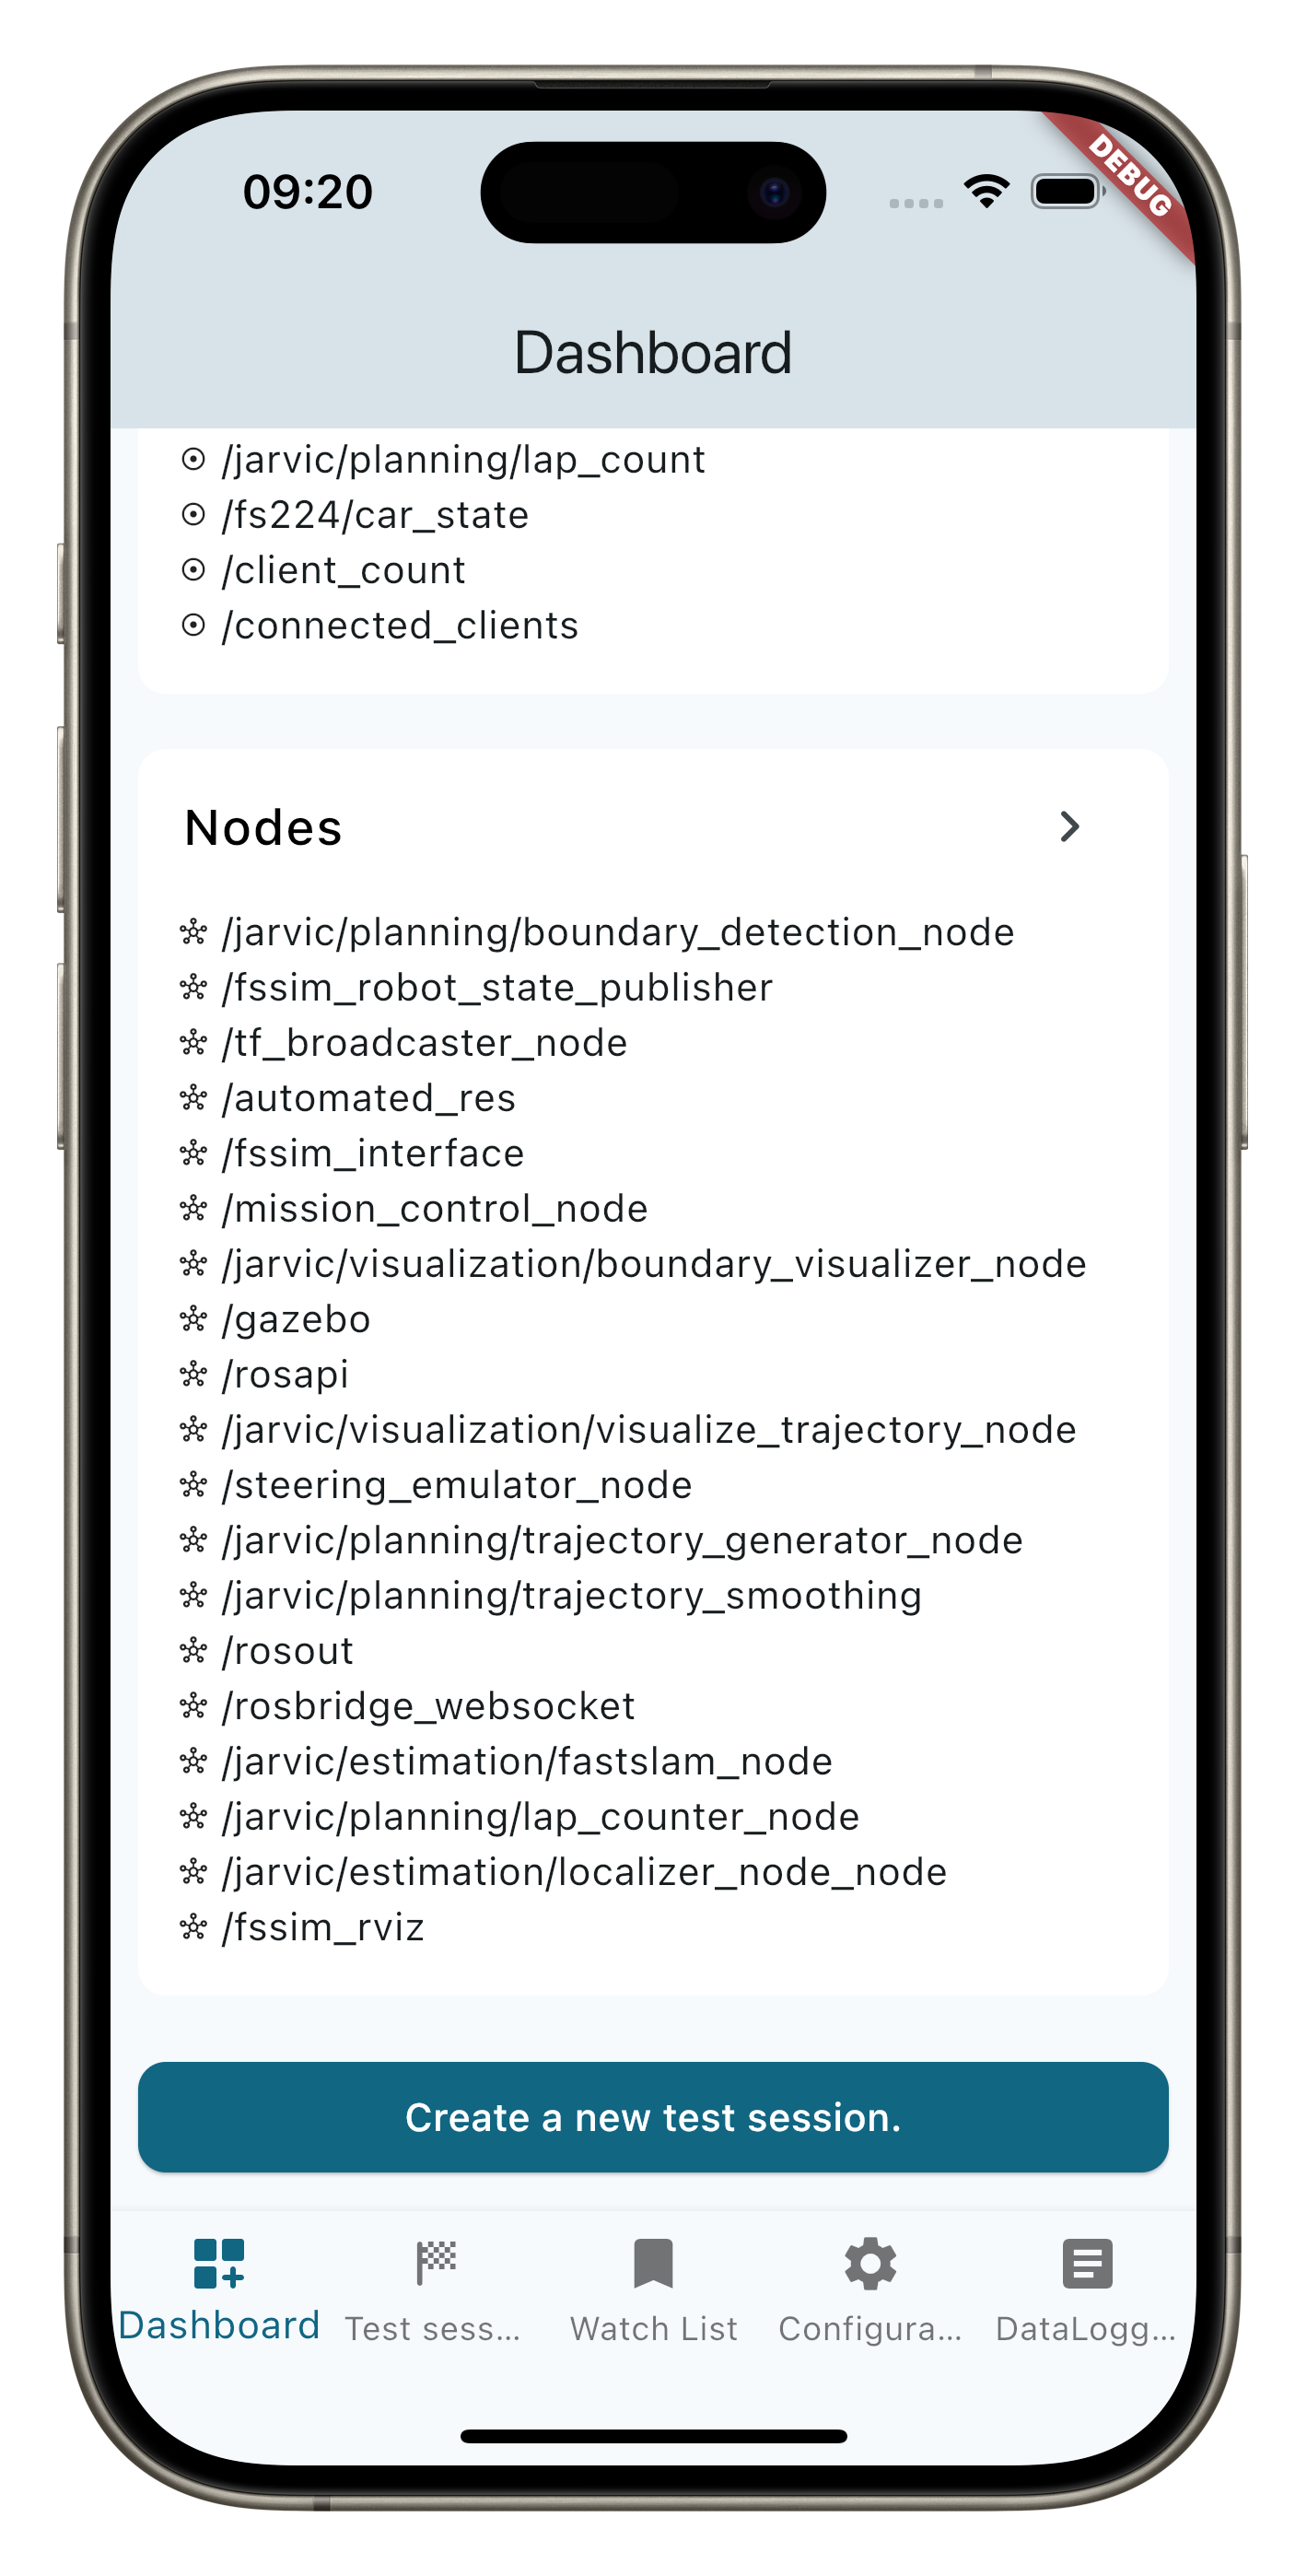 09:20
DEBUG
Dashboard
/jarvic/planning/lap_count
/fs224/car_state
/client_count
/connected_clients
Nodes
/jarvic/planning/boundary_detection_node
/fssim_robot_state_publisher
/tf_broadcaster_node
/automated_res
/fssim_interface
/mission_control_node
/jarvic/visualization/boundary_visualizer_node
/gazebo
/rosapi
/jarvic/visualization/visualize_trajectory_node
/steering_emulator_node
/jarvic/planning/trajectory_generator_node
/jarvic/planning/trajectory_smoothing
/rosout
/rosbridge_websocket
/jarvic/estimation/fastslam_node
/jarvic/planning/lap_counter_node
/jarvic/estimation/localizer_node_node
/fssim_rviz
Create a new test session.
Dashboard Test sess... Watch List Configura... DataLogg...